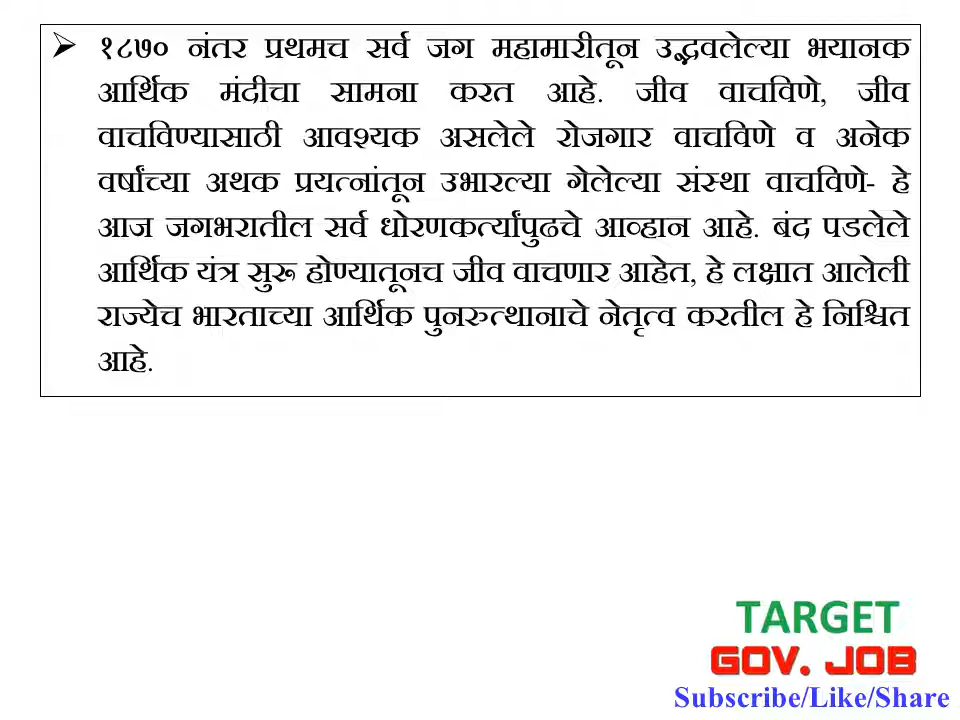 ➢ १८७० नंतर प्रथमच सर्व जग महामारीतून उद्भवलेल्या भयानक
आर्थिक मंदीचा सामना करत आहे. जीव वाचविणे, जीव
वाचविण्यासाठी आवश्यक असलेले रोजगार वाचविणे व अनेक
वर्षांच्या अथक प्रयत्नांतून उभारल्या गेलेल्या संस्था वाचविणे- हे
आज जगभरातील सर्व धोरणकर्त्यांपुढचे आव्हान आहे. बंद पडलेले
आर्थिक यंत्र सुरू होण्यातूनच जीव वाचणार आहेत, हे लक्षात आलेली
राज्येच भारताच्या आर्थिक पुनरुत्थानाचे नेतृत्व करतील हे निश्चित
आहे.
TARGET
GOV. JOB
Subscribe/Like/Share